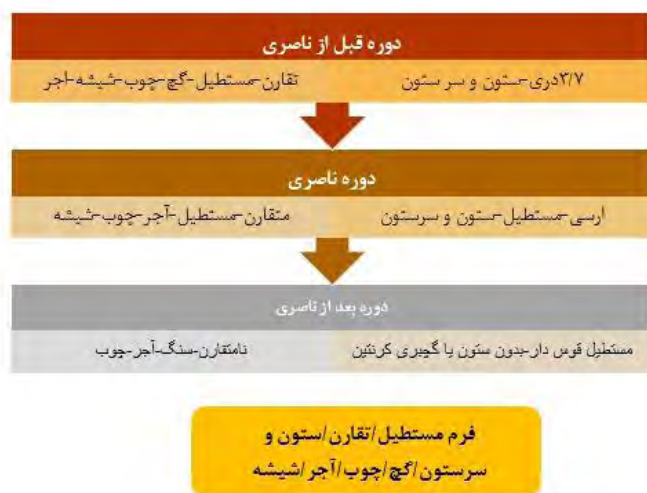 دوره قبل از ناصری
۳/۷دری-ستون و سر ستون
تقارن-مستطیل-گچ-چوب-شیشه-اجر
دوره ناصری
ارسی-مستطیل-ستون و سرستون
متقارن-مستطیل-آجر-چوب-شیشه
دوره بعد از ناصری
مستطیل قوس دار-بدون ستون یا گچبری کرنتین
نامتقارن-سنگ-آجر-چوب
فرم مستطیل/تقارن/ستون و
سرستون/گچ/چوب/آجر/شیشه